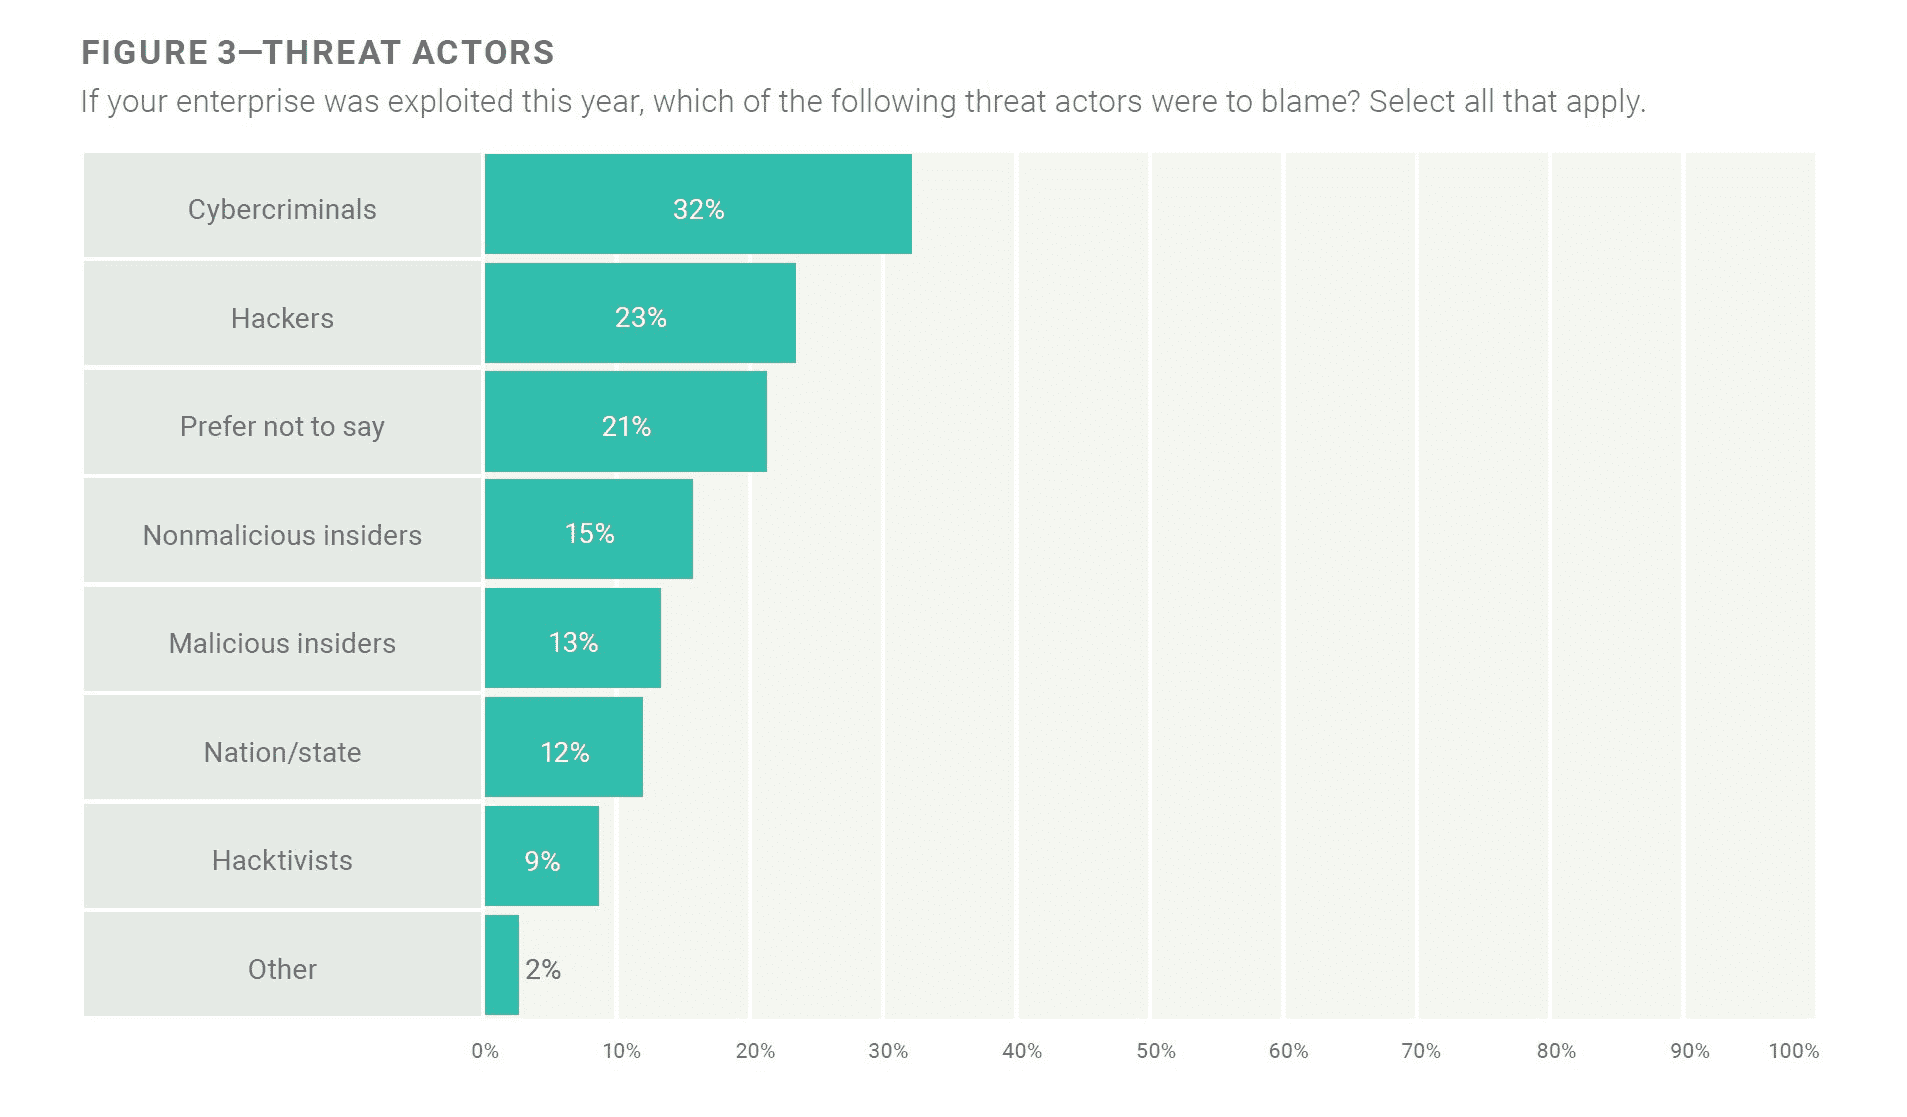 FIGURE 3—THREAT ACTORS
If your enterprise was exploited this year, which of the following threat actors were to blame? Select all that apply.
Cybercriminals 32%
Hackers 23%
Prefer not to say 21%
Nonmalicious insiders 15%
Malicious insiders 13%
Nation/state 12%
Hacktivists 9%
Other 2%
0% 10% 20% 30% 40% 50% 60% 70% 80% 90% 100%